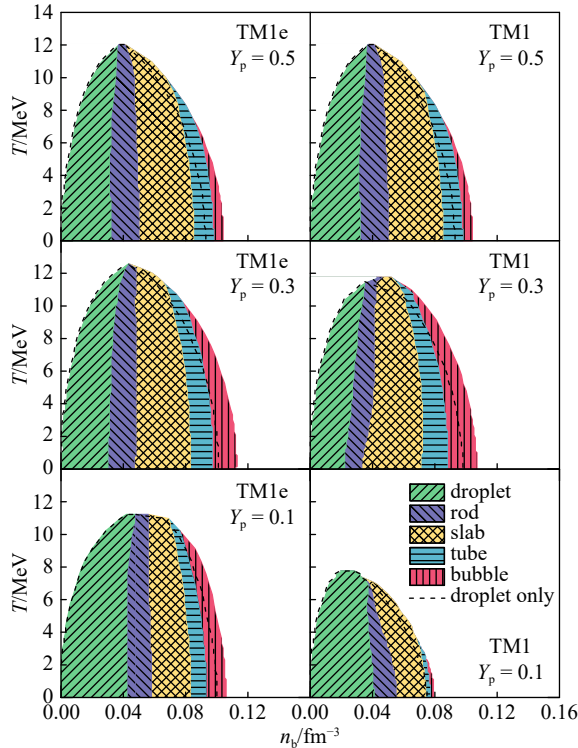 14
12
10
8
6
4
2
0
T/MeV
TM1e
Yp = 0.5
TM1
Yp = 0.5
12
10
8
6
4
2
0
T/MeV
TM1e
Yp = 0.3
TM1
Yp = 0.3
12
10
8
6
4
2
0
T/MeV
TM1e
Yp = 0.1
droplet
rod
slab
tube
bubble
droplet only
TM1
Yp = 0.1
0.00 0.04 0.08 0.12 0.00 0.04 0.08 0.12 0.16
nb/fm−3